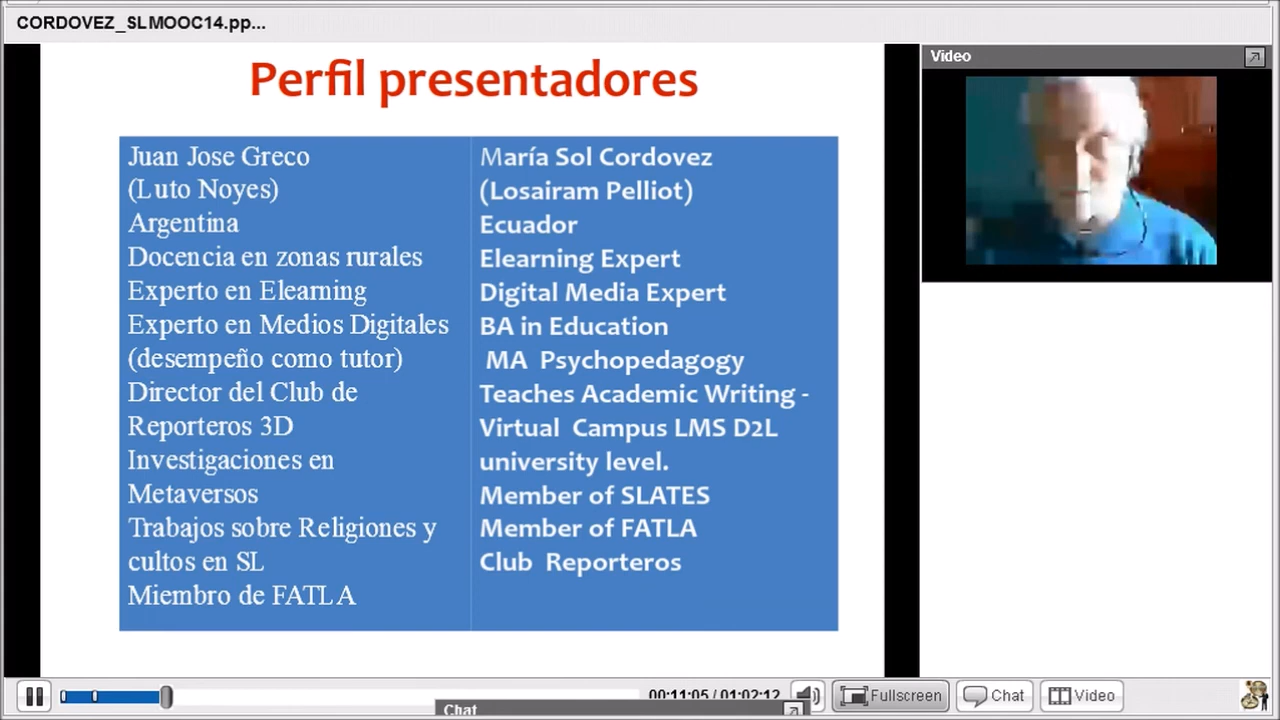 CORDOVEZ_SLMOOC14.pp...
Perfil presentadores
Juan Jose Greco
(Luto Noyes)
Argentina
Docencia en zonas rurales
Experto en Elearning
Experto en Medios Digitales
(desempeño como tutor)
Director del Club de
Reporteros 3D
Investigaciones en
Metaversos
Trabajos sobre Religiones y
cultos en SL
Miembro de FATLA
María Sol Cordovez
(Losairam Pelliot)
Ecuador
Elearning Expert
Digital Media Expert
BA in Education
MA Psychopedagogy
Teaches Academic Writing -
Virtual Campus LMS D2L
university level.
Member of SLATES
Member of FATLA
Club Reporteros
Video
00:11:05 / 01:02:12
Fullscreen
Chat
Video
Chat